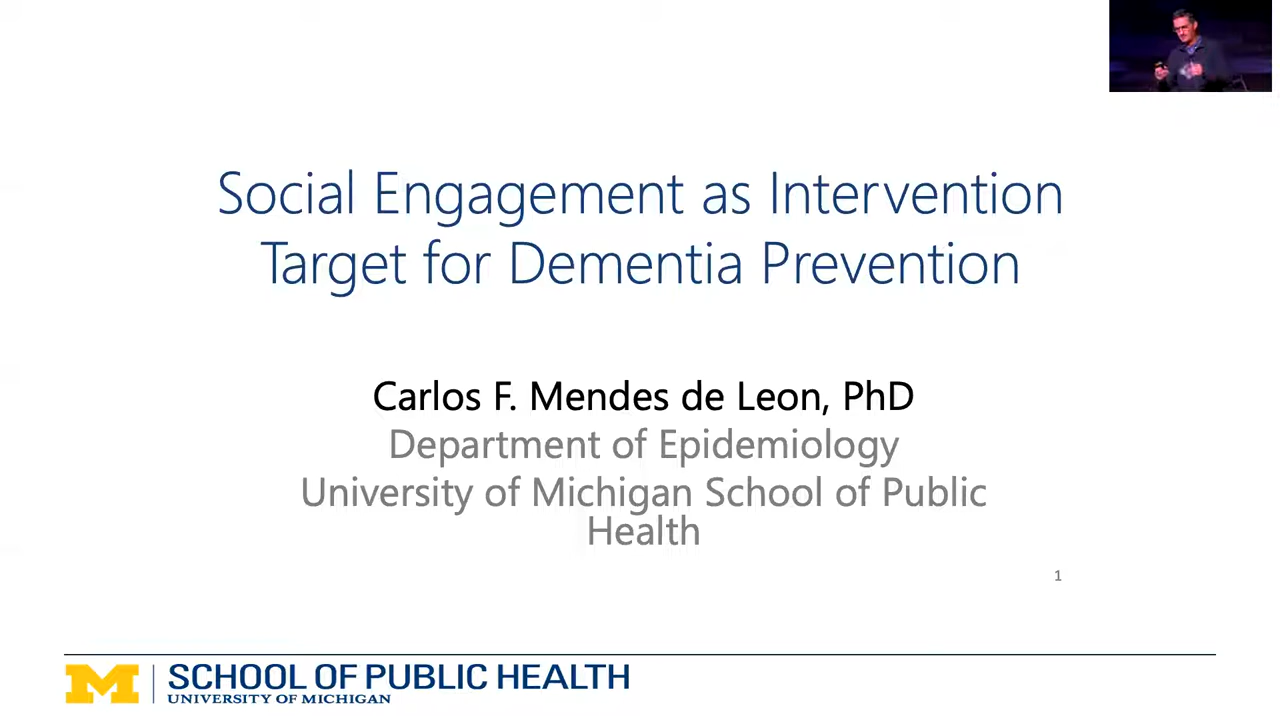 Social Engagement as Intervention
Target for Dementia Prevention
Carlos F. Mendes de Leon, PhD
Department of Epidemiology
University of Michigan School of Public
Health
1
M SCHOOL OF PUBLIC HEALTH
UNIVERSITY OF MICHIGAN